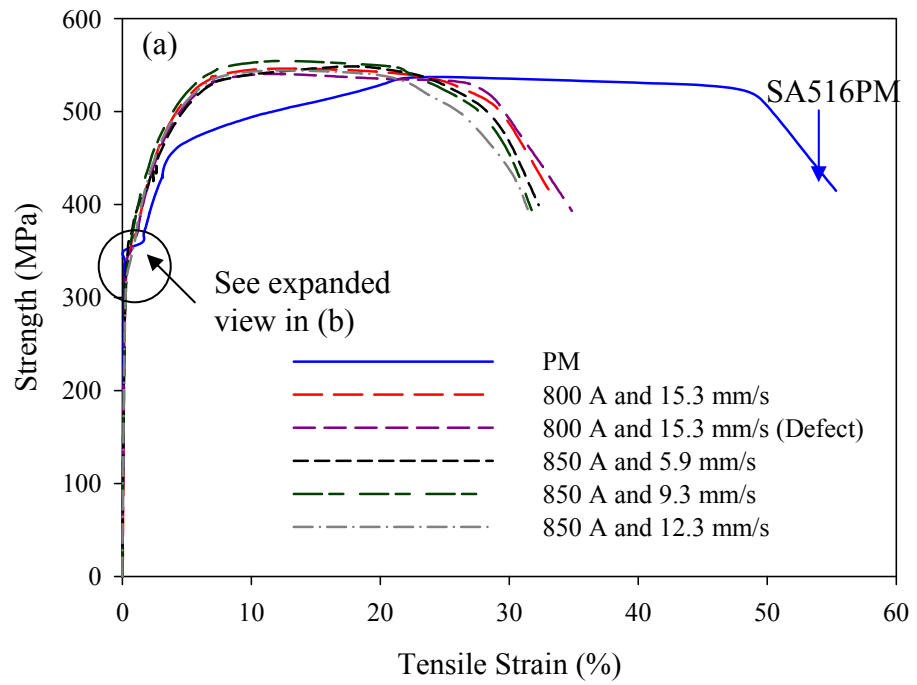 (a)
600
500
400
300
200
100
0
Strength (MPa)
SA516PM
See expanded
view in (b)
PM
800 A and 15.3 mm/s
800 A and 15.3 mm/s (Defect)
850 A and 5.9 mm/s
850 A and 9.3 mm/s
850 A and 12.3 mm/s
0 10 20 30 40 50 60
Tensile Strain (%)